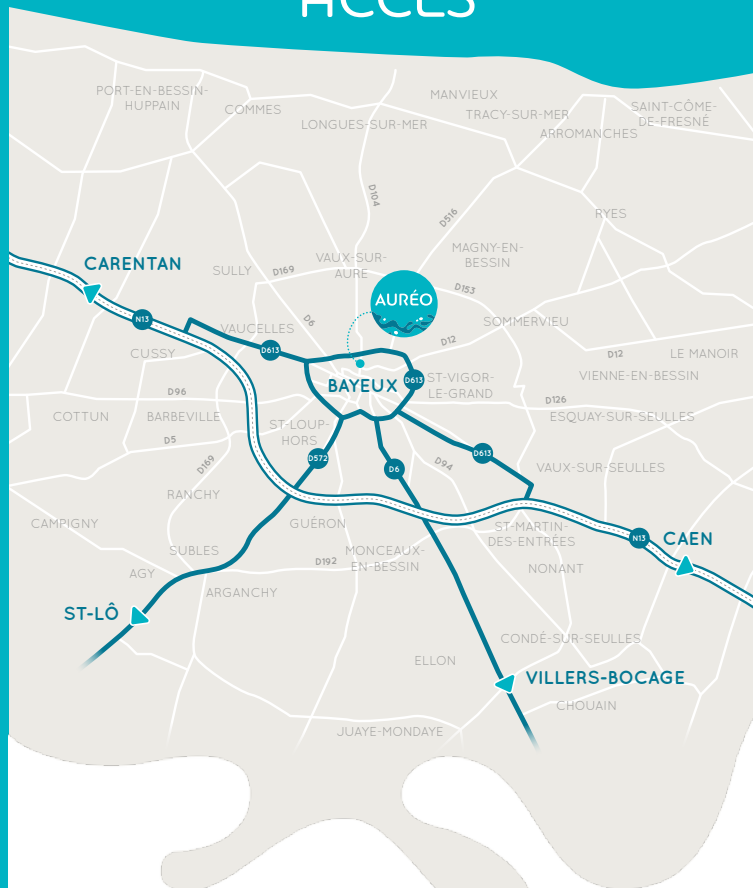 ACCÈS
PORT-EN-BESSIN-
HUPPAIN
COMMES
LONGUES-SUR-MER
MANVIEUX
TRACY-SUR-MER
ARROMANCHES
SAINT-CÔME-
DE-FRESNÉ
D104
D516
RYES
CARENTAN
SULLY
D169
VAUX-SUR-
AURE
MAGNY-EN-
BESSIN
AURÉO
D153
N13
VAUCELLES
D6
SOMMERVIEU
CUSSY
D613
D12
D12
LE MANOIR
BAYEUX
D613
ST-VIGOR-
LE-GRAND
VIENNE-EN-BESSIN
D96
D126
COTTUN
BARBEVILLE
ST-LOUP-
HORS
ESQUAY-SUR-SEULLES
D5
D169
D572
D6
D94
D613
VAUX-SUR-SEULLES
RANCHY
CAMPIGNY
GUÉRON
ST-MARTIN-
DES-ENTRÉES
N13
CAEN
SUBLES
MONCEAUX-
EN-BESSIN
D192
NONANT
AGY
ARGANCHY
ST-LÔ
CONDÉ-SUR-SEULLES
ELLON
VILLERS-BOCAGE
CHOUAIN
JUAYE-MONDAYE